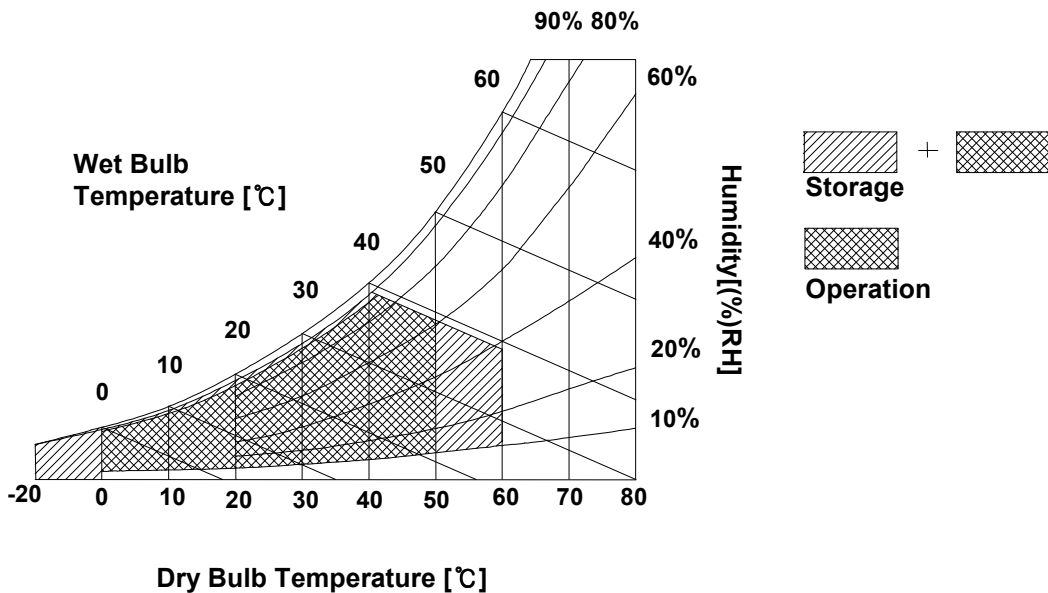 90% 80%
60
60%
50
Wet Bulb
Temperature [℃]
Storage
40
40%
Humidity[(%)RH]
30
Operation
20
20%
10
10%
0
-20 0 10 20 30 40 50 60 70 80
Dry Bulb Temperature [℃]